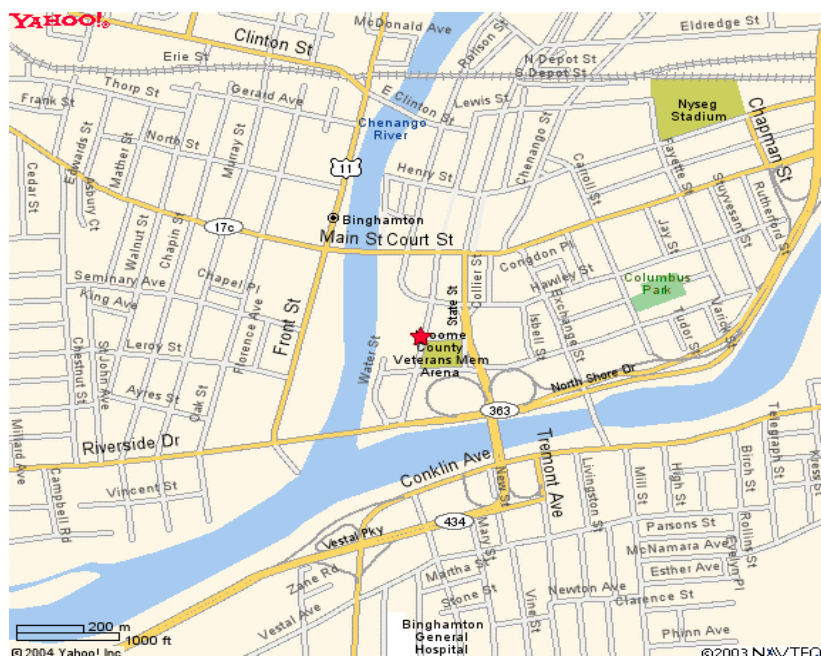 YAHOO!®
McDonald Ave
Clinton St
Eldredge St
Rolison St
N Depot St
S Depot St
Erie St
Thorp St
Gerard Ave
E Clinton St
Lewis St
Frank St
Nyseg
Stadium
Chapman St
Chenango
River
Chenango St
Edwards St
Mather St
North St
Murray St
11
Henry St
Carroll St
Fayette St
Stuyvesant St
Rutherford St
Cedar St
Asbury Ct
Walnut St
Chapin St
17c
Binghamton
Main St
Court St
Jay St
Congdon Pl
Collier St
Hawley St
Columbus
Park
Seminary Ave
Chapel Pl
King Ave
Florence Ave
Front St
State St
Isbell St
Exchange St
Tudor St
Varick St
Water St
County
Veterans Mem
Arena
Leroy St
Chestnut St
St John Ave
Ayres St
Oak St
North Shore Dr
363
Riverside Dr
Millard Ave
Campbell Rd
Vincent St
Conklin Ave
New St
Tremont Ave
Livingston St
Mill St
High St
Birch St
Telegraph St
Kress St
434
Vestal Pky
Mary St
Parsons St
McNamara Ave
Rollins St
Esther Ave
Evelyn Pl
Zane Rd
Martha St
Stone St
Newton Ave
Clarence St
Vestal Ave
Vine St
Phinn Ave
Binghamton
General
Hospital
200 m
1000 ft
© 2004 Yahoo! Inc
©2003 NAVTEQ